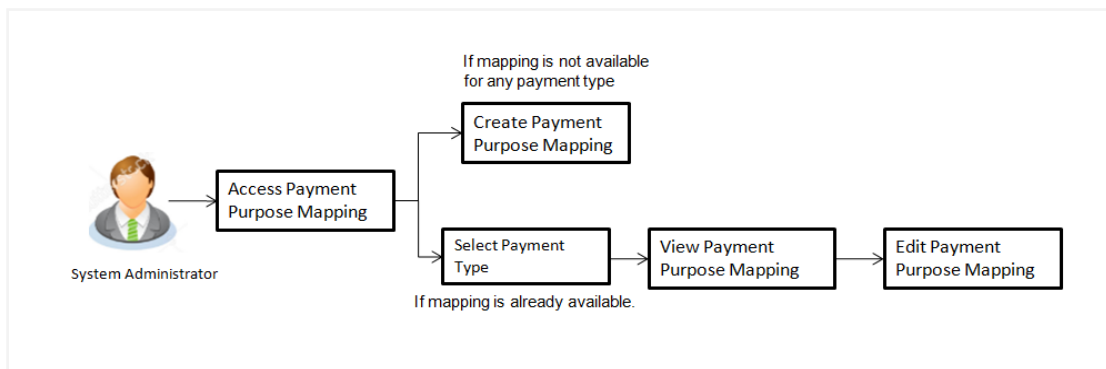 If mapping is not available
for any payment type
Create Payment
Purpose Mapping
Access Payment
Purpose Mapping
System Administrator
Select Payment
Type
If mapping is already available.
View Payment
Purpose Mapping
Edit Payment
Purpose Mapping